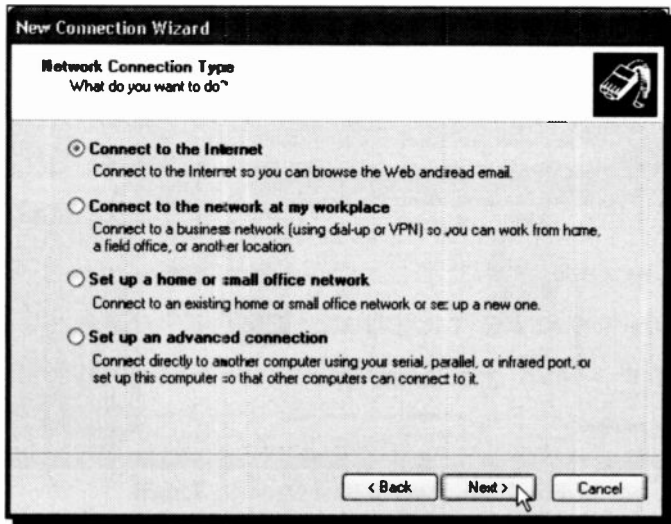 New Connection Wizard
Network Connection Type
What do you want to do?
Connect to the Internet
Connect to the Internet so you can browse the Web and read email.
Connect to the network at my workplace
Connect to a business network (using dial-up or VPN) so you can work from home,
a field office, or another location.
Set up a home or small office network
Connect to an existing home or small office network or set up a new one.
Set up an advanced connection
Connect directly to another computer using your serial, parallel, or infrared port, or
set up this computer so that other computers can connect to it.
< Back
Next >
Cancel